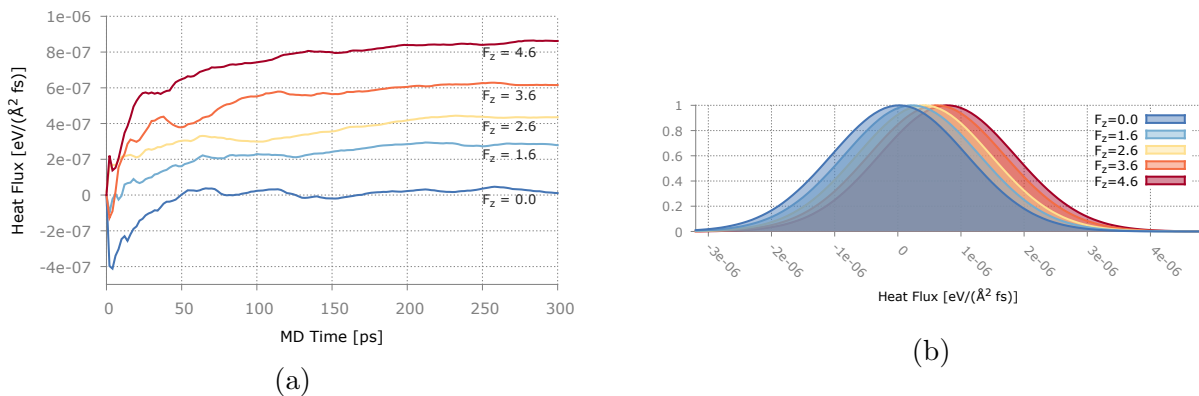 1e-06
8e-07
6e-07
4e-07
2e-07
0
-2e-07
-4e-07
Heat Flux [eV/(Å² fs)]
F_z = 4.6
F_z = 3.6
F_z = 2.6
F_z = 1.6
F_z = 0.0
0 50 100 150 200 250 300
MD Time [ps]
(a)
1
0.8
0.6
0.4
0.2
0
F_z=0.0
F_z=1.6
F_z=2.6
F_z=3.6
F_z=4.6
-3e-06 -2e-06 -1e-06 0 1e-06 2e-06 3e-06 4e-06
Heat Flux [eV/(Å² fs)]
(b)